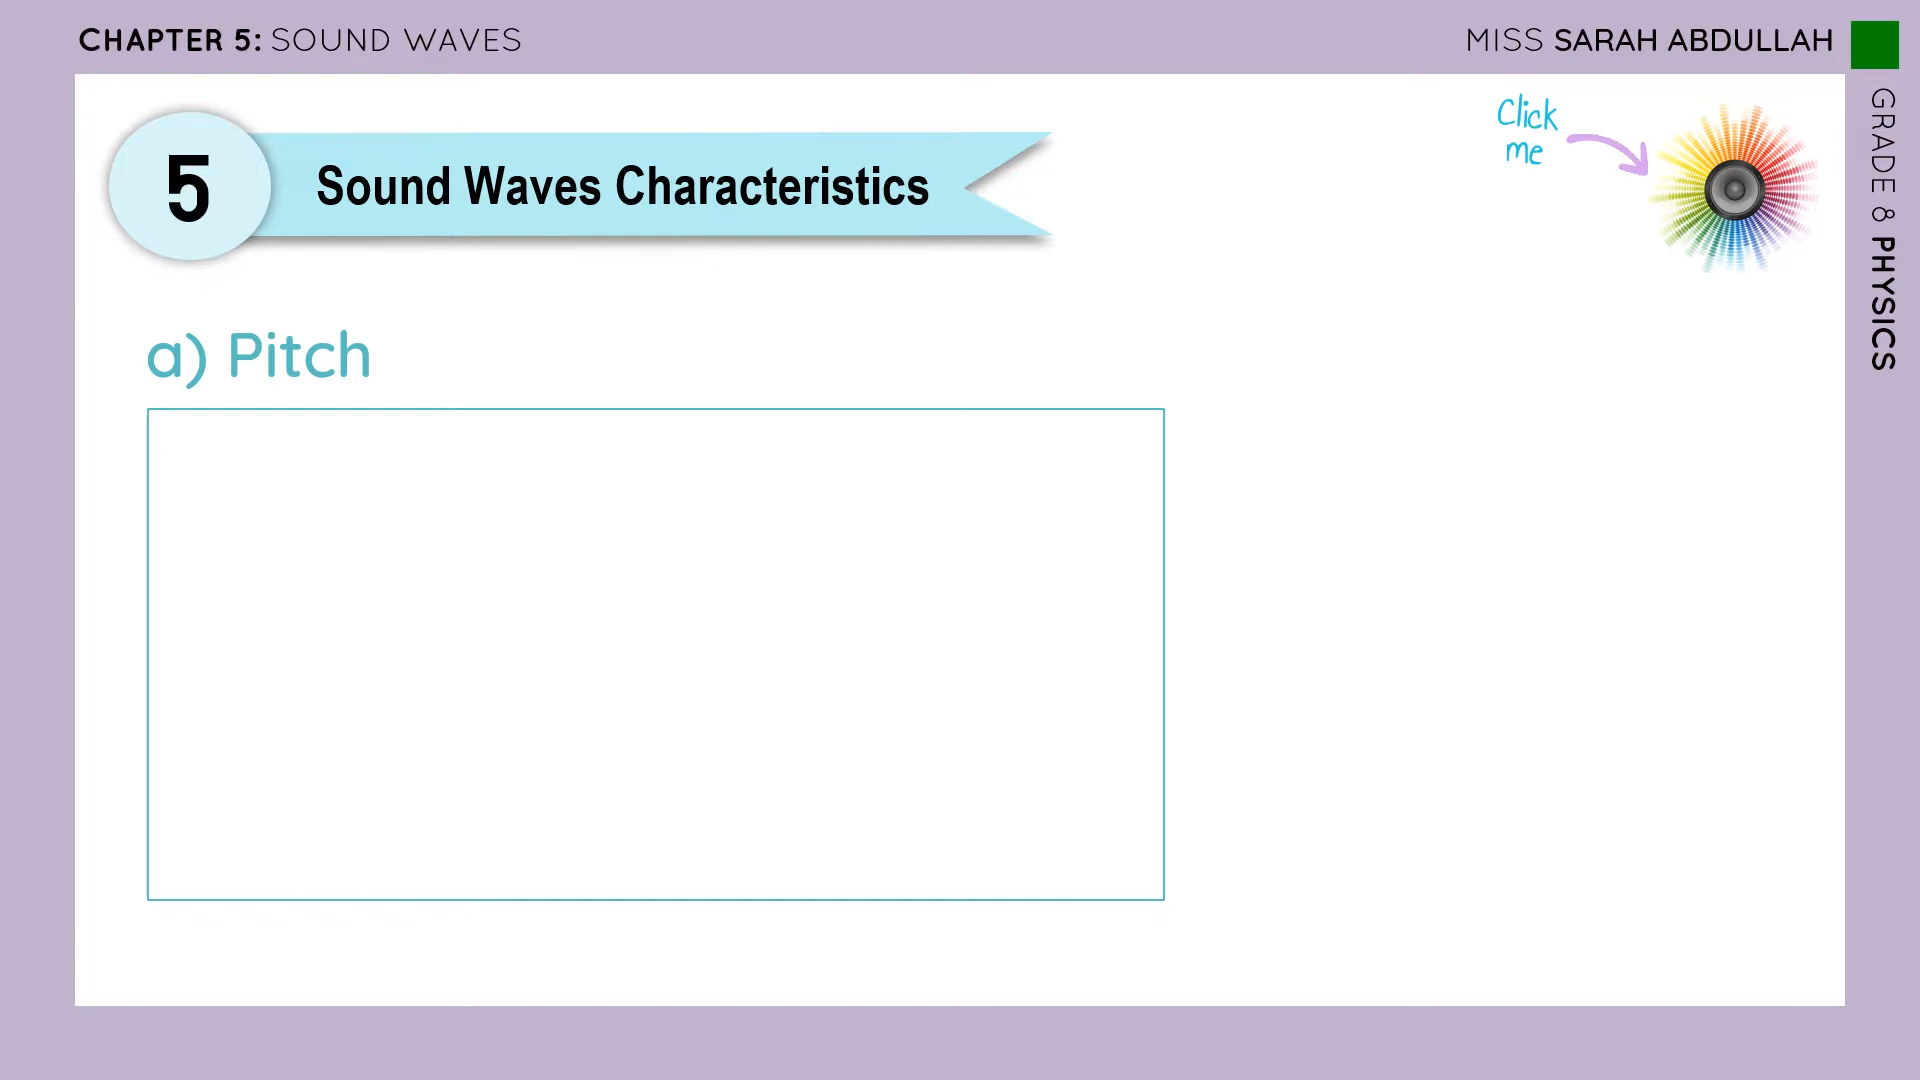 CHAPTER 5: SOUND WAVES
MISS SARAH ABDULLAH
GRADE 8 PHYSICS
Click
me
5
Sound Waves Characteristics
a) Pitch